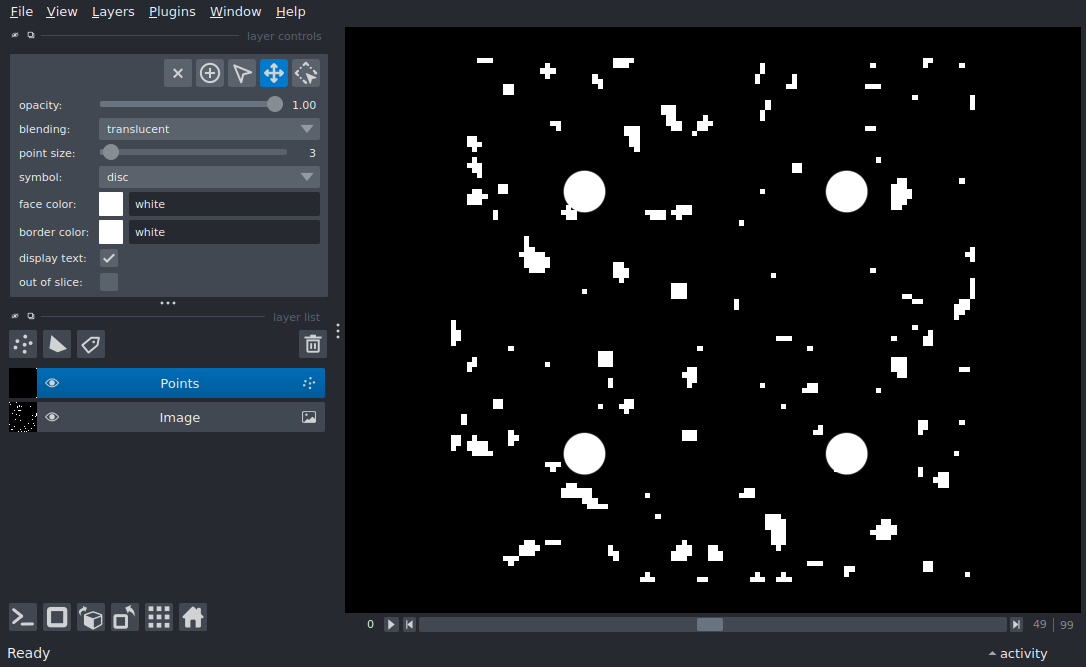 File View Layers Plugins Window Help
layer controls
opacity: 1.00
blending: translucent
point size: 3
symbol: disc
face color: white
border color: white
display text:
out of slice:
layer list
Points
Image
0 49 99
Ready activity